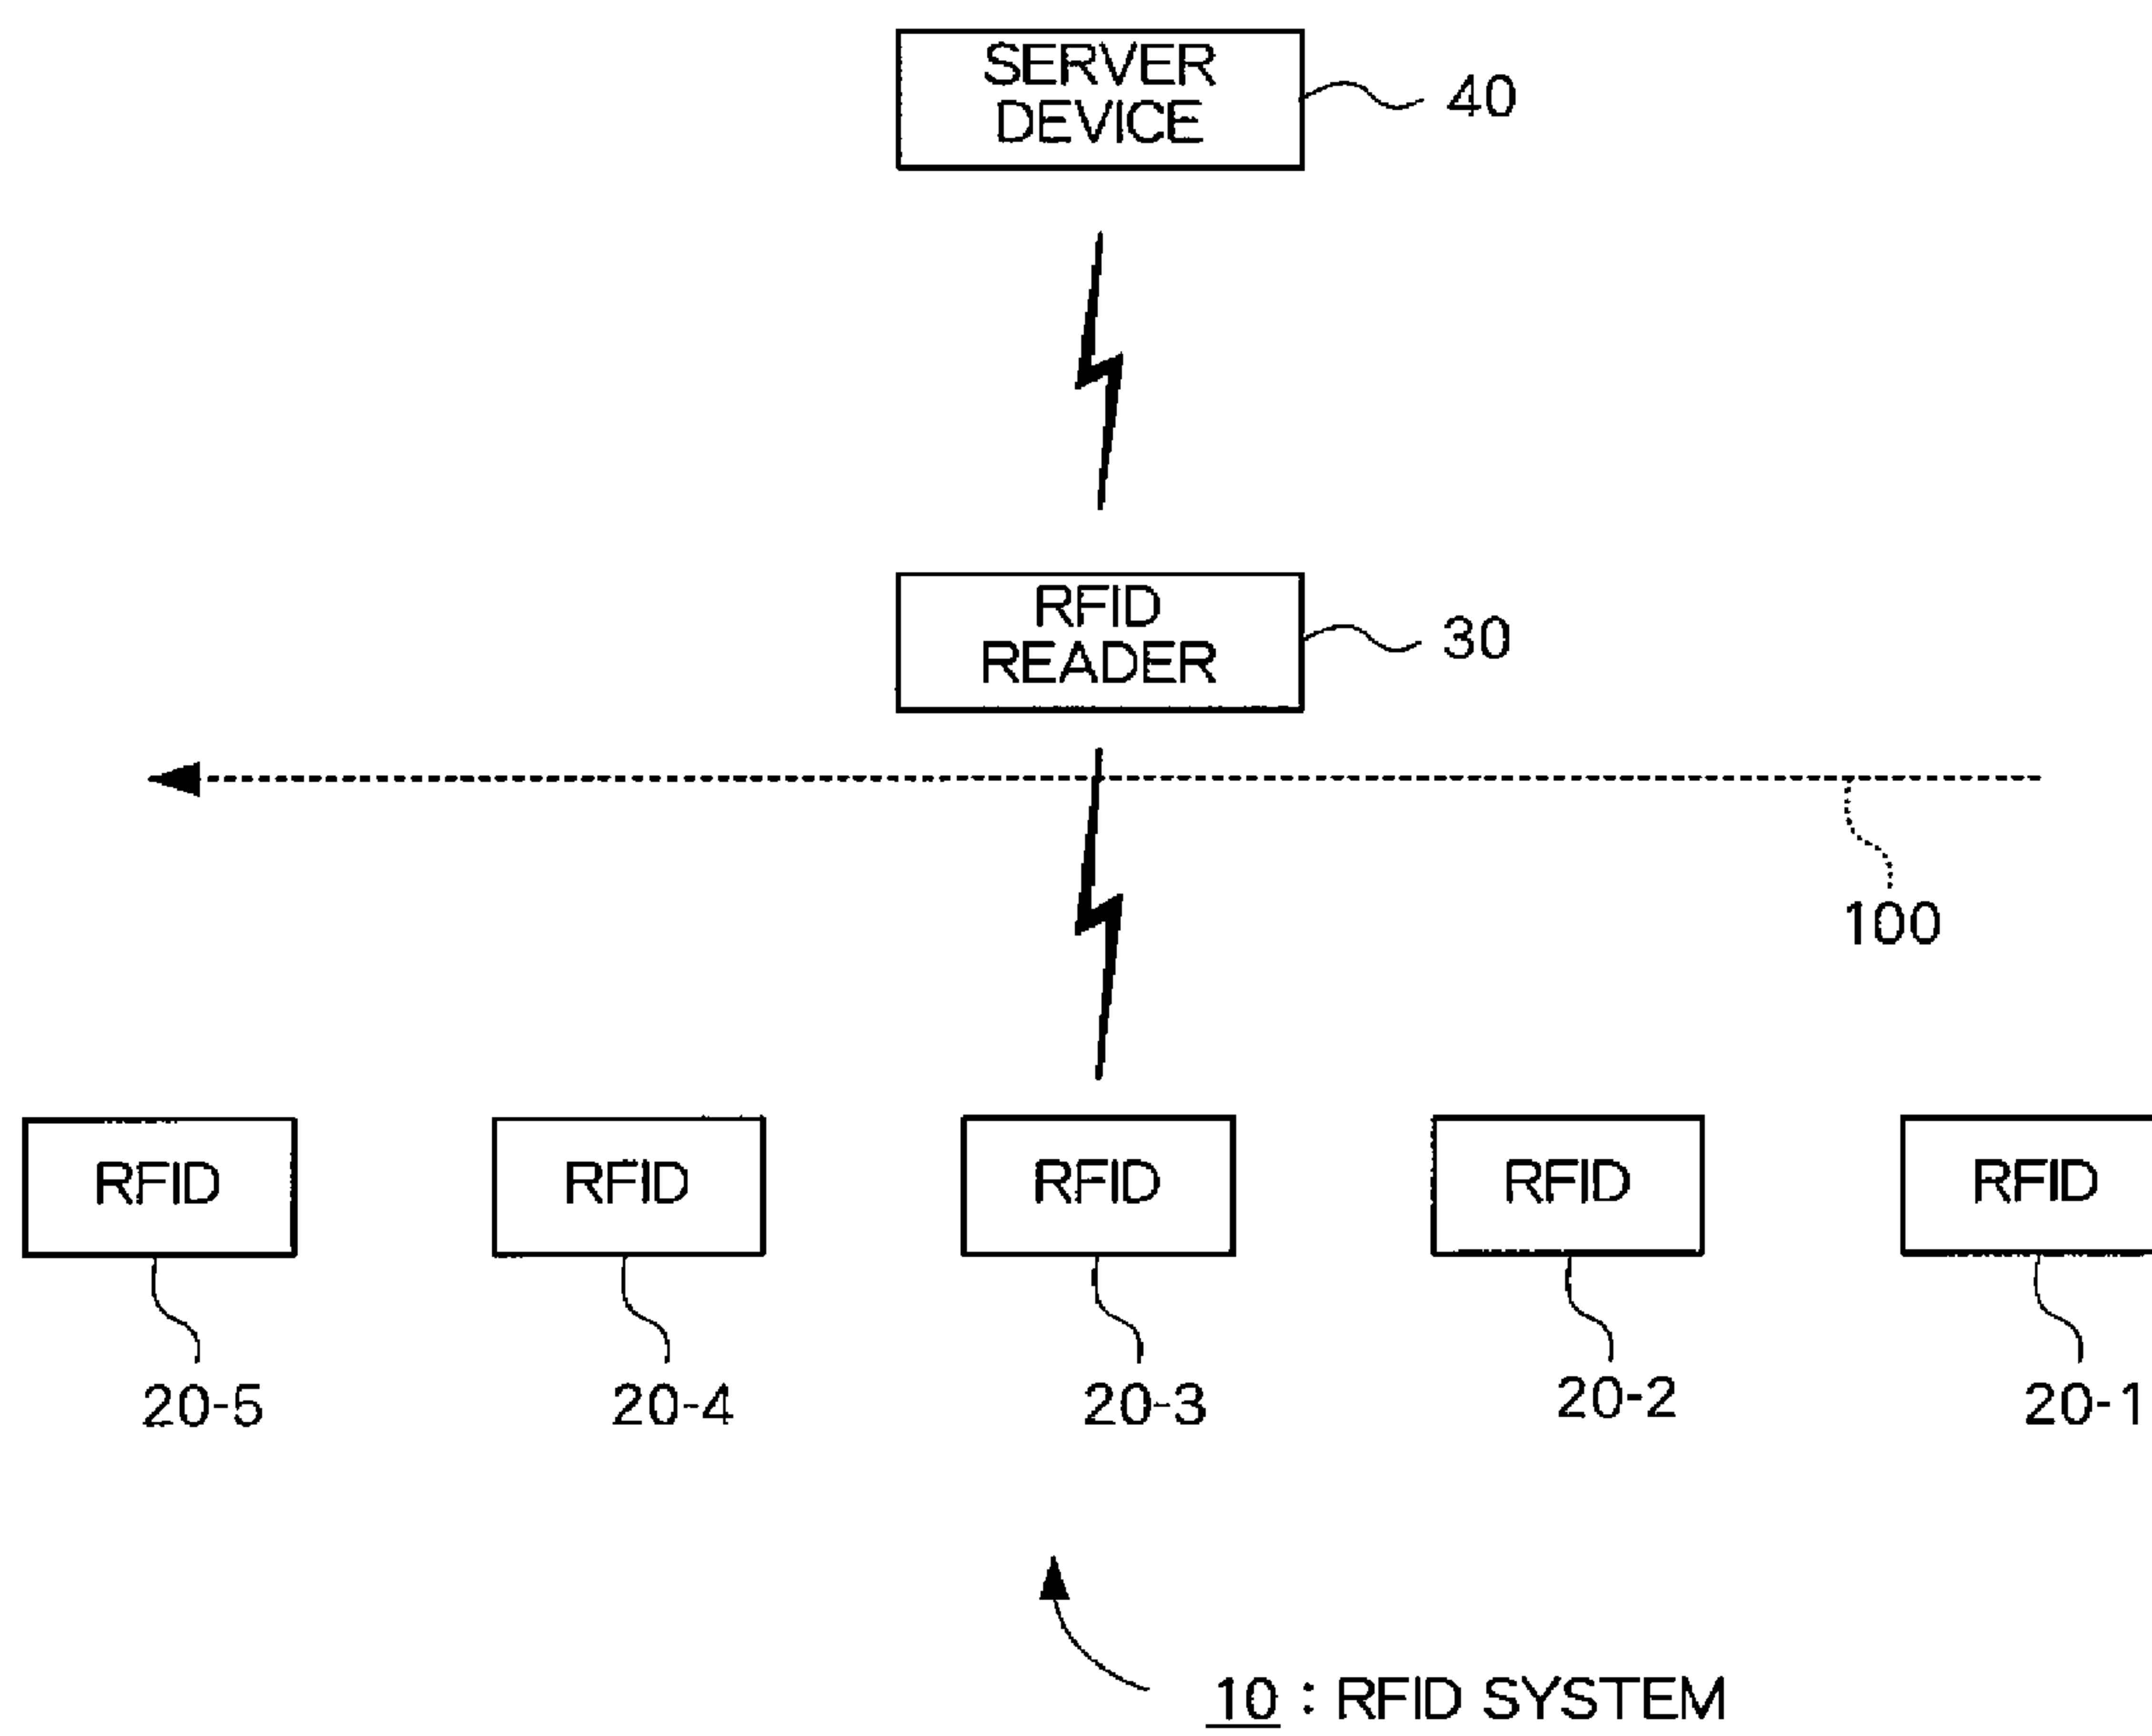 SERVER
DEVICE
40
RFID
READER
30
100
RFID RFID RFID RFID RFID
20-5 20-4 20-3 20-2 20-1
10 : RFID SYSTEM